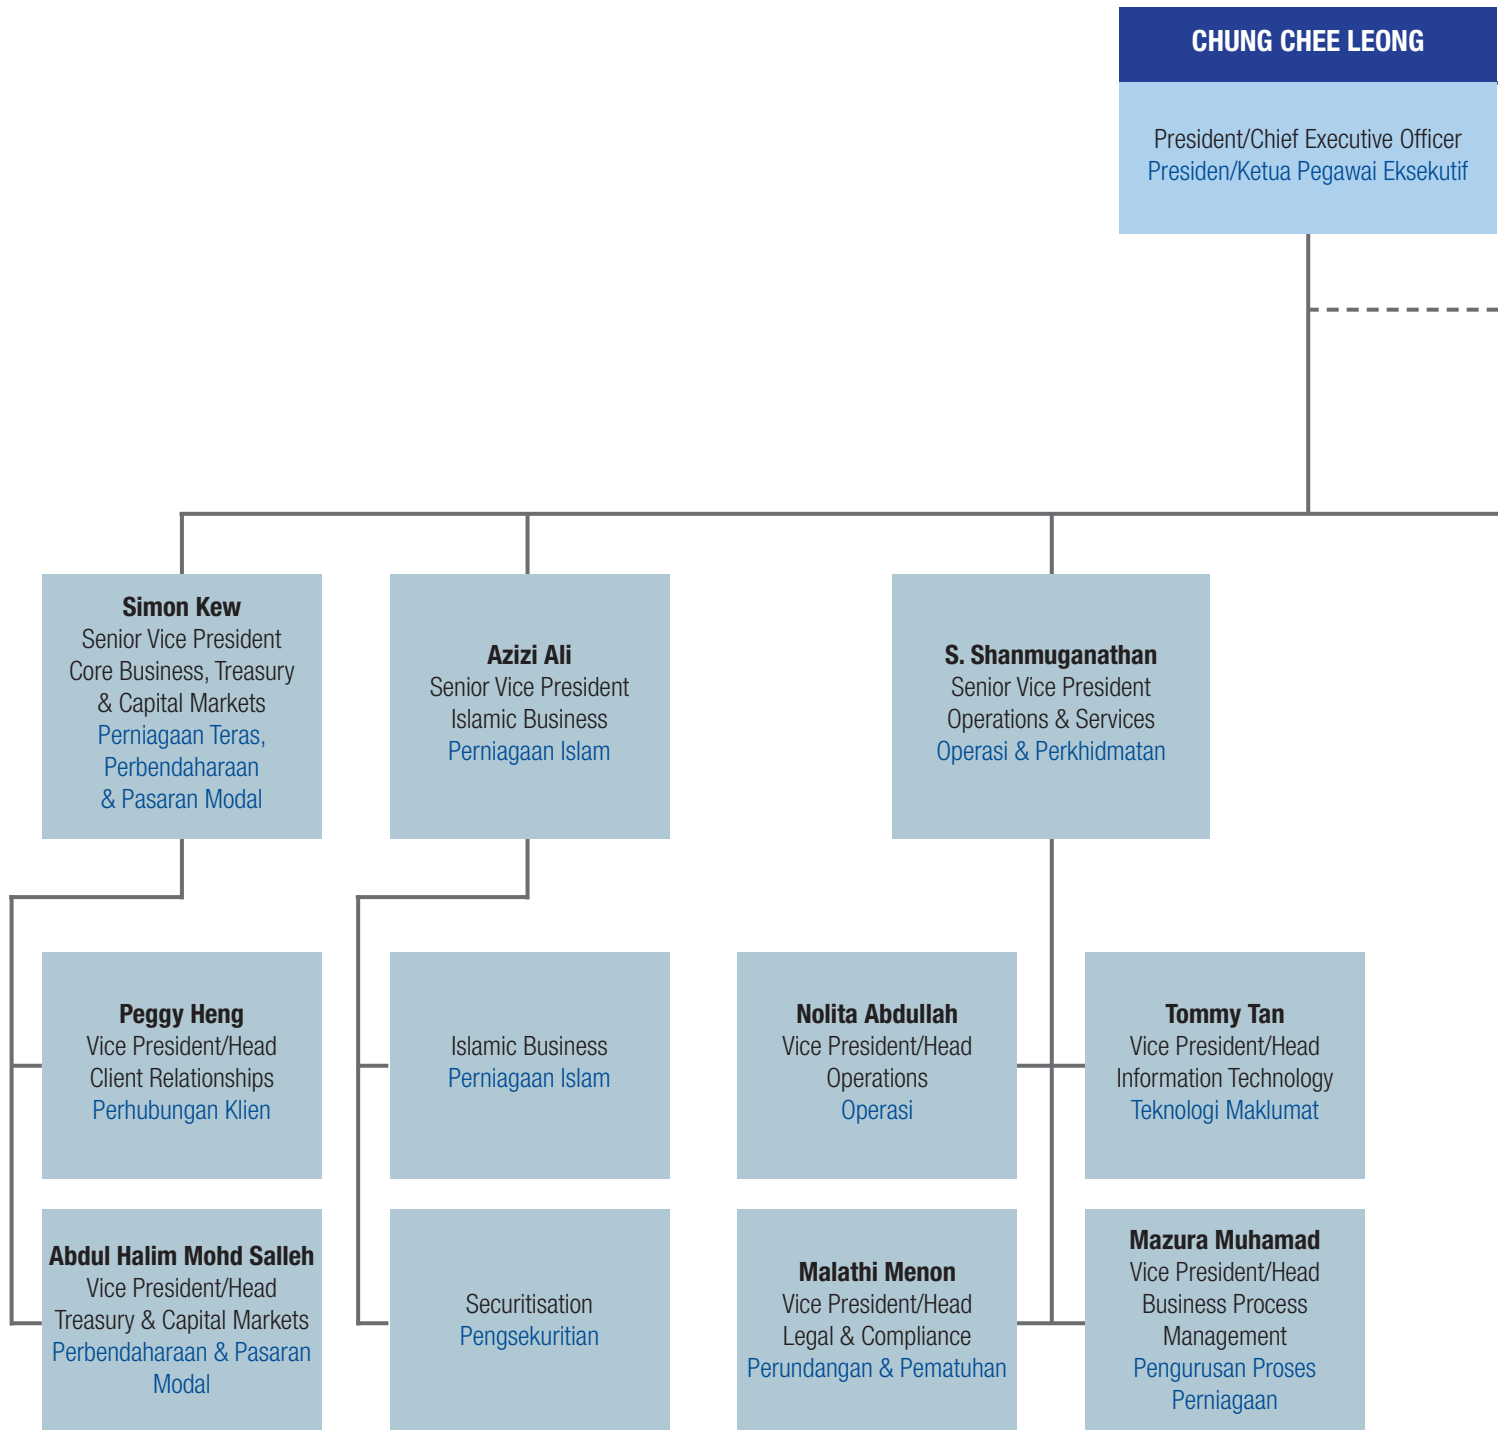 CHUNG CHEE LEONG
President/Chief Executive Officer
Presiden/Ketua Pegawai Eksekutif
Simon Kew
Senior Vice President
Core Business, Treasury
& Capital Markets
Perniagaan Teras,
Perbendaharaan
& Pasaran Modal
Azizi Ali
Senior Vice President
Islamic Business
Perniagaan Islam
S. Shanmuganathan
Senior Vice President
Operations & Services
Operasi & Perkhidmatan
Peggy Heng
Vice President/Head
Client Relationships
Perhubungan Klien
Islamic Business
Perniagaan Islam
Nolita Abdullah
Vice President/Head
Operations
Operasi
Tommy Tan
Vice President/Head
Information Technology
Teknologi Maklumat
Abdul Halim Mohd Salleh
Vice President/Head
Treasury & Capital Markets
Perbendaharaan & Pasaran
Modal
Securitisation
Pengsekuritian
Malathi Menon
Vice President/Head
Legal & Compliance
Perundangan & Pematuhan
Mazura Muhamad
Vice President/Head
Business Process
Management
Pengurusan Proses
Perniagaan